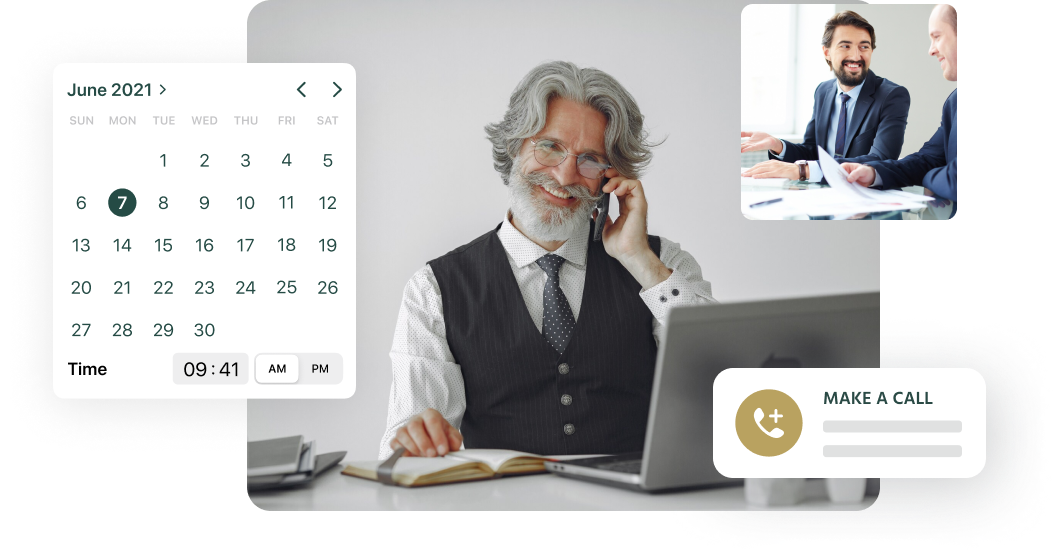 June 2021
SUN MON TUE WED THU FRI SAT
1 2 3 4 5
6 7 8 9 10 11 12
13 14 15 16 17 18 19
20 21 22 23 24 25 26
27 28 29 30
Time 09:41 AM PM
MAKE A CALL